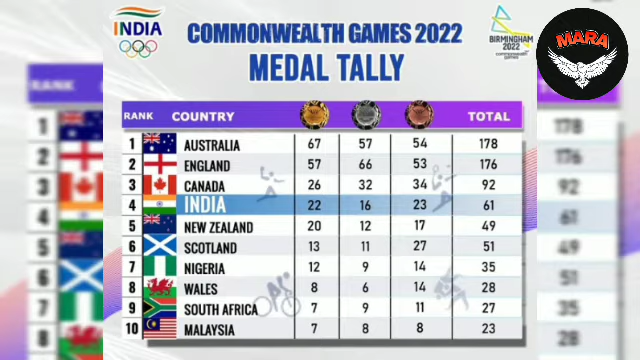 INDIA
COMMONWEALTH GAMES 2022
MEDAL TALLY
BIRMINGHAM
2022
commonwealth
games
MARA
RANK COUNTRY TOTAL
1 AUSTRALIA 67 57 54 178
2 ENGLAND 57 66 53 176
3 CANADA 26 32 34 92
4 INDIA 22 16 23 61
5 NEW ZEALAND 20 12 17 49
6 SCOTLAND 13 11 27 51
7 NIGERIA 12 9 14 35
8 WALES 8 6 14 28
9 SOUTH AFRICA 7 9 11 27
10 MALAYSIA 7 8 8 23
RANK
1
2
3
4
5
6
7
8
178
176
92
61
49
51
35
28